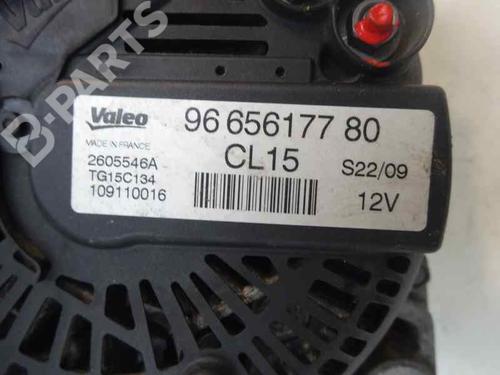 B-PARTS
Valeo
MADE IN FRANCE
2605546A
TG15C134
109110016
96 656177 80
CL15
S22/09
12V